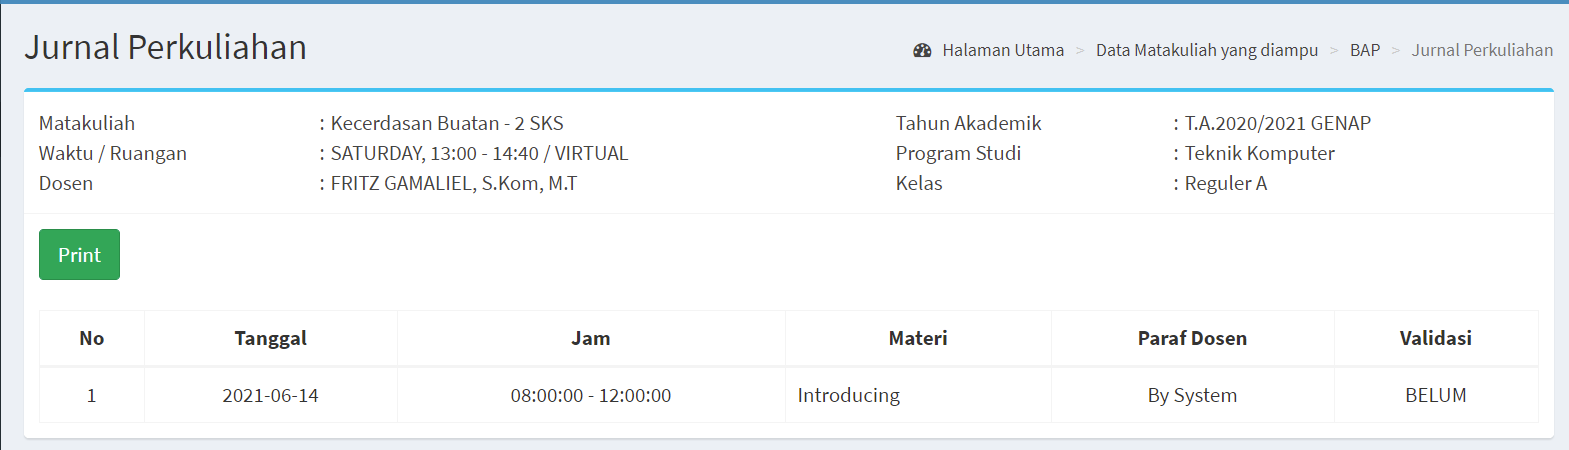 Jurnal Perkuliahan
Halaman Utama > Data Matakuliah yang diampu > BAP > Jurnal Perkuliahan
Matakuliah : Kecerdasan Buatan - 2 SKS Tahun Akademik : T.A.2020/2021 GENAP
Waktu / Ruangan : SATURDAY, 13:00 - 14:40 / VIRTUAL Program Studi : Teknik Komputer
Dosen : FRITZ GAMALIEL, S.Kom, M.T Kelas : Reguler A
Print
No Tanggal Jam Materi Paraf Dosen Validasi
1 2021-06-14 08:00:00 - 12:00:00 Introducing By System BELUM